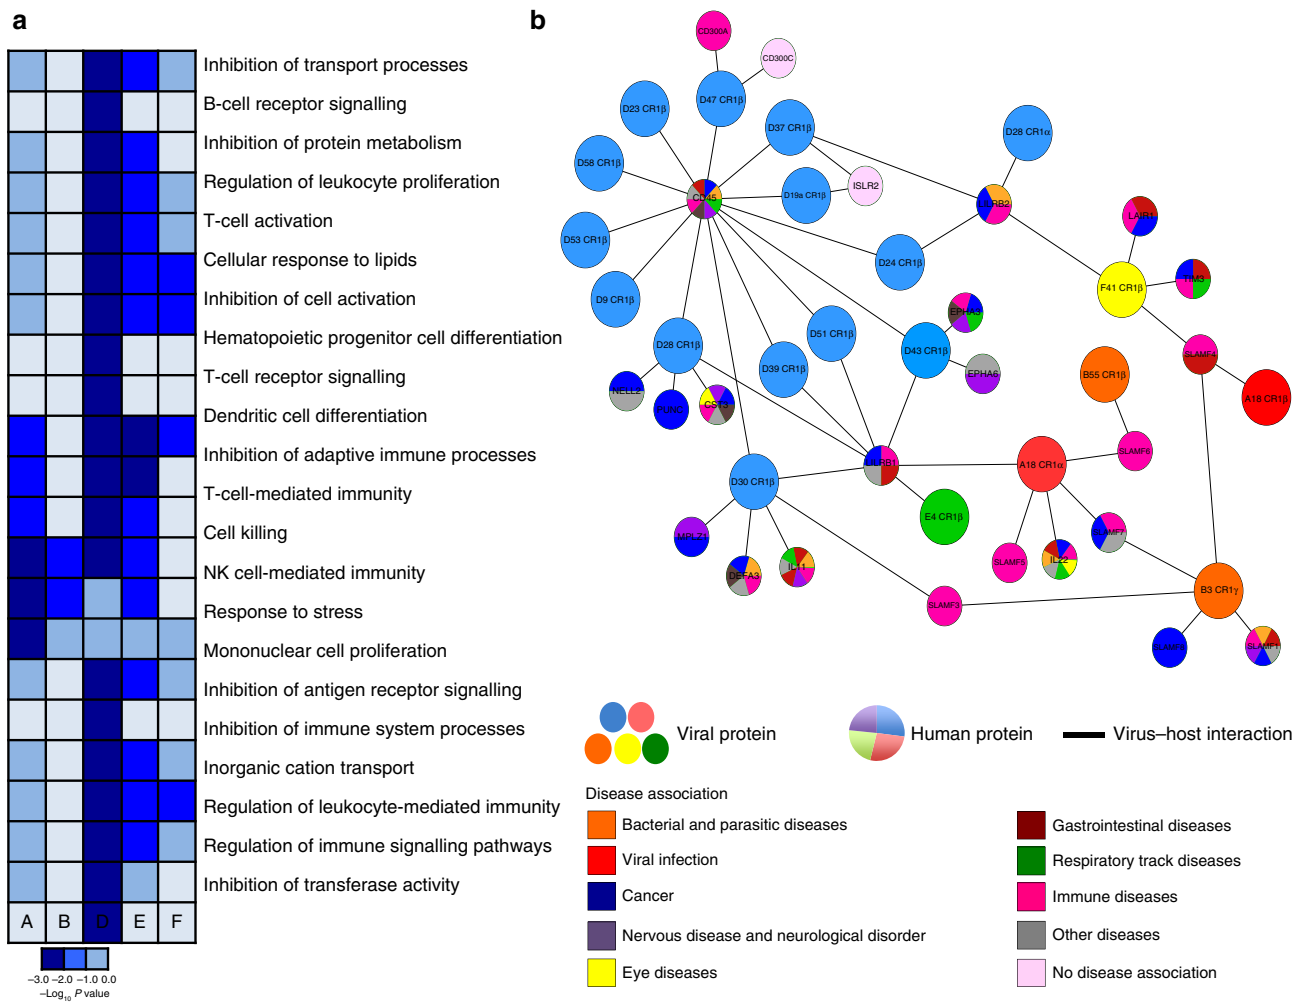 a
Inhibition of transport processes
B-cell receptor signalling
Inhibition of protein metabolism
Regulation of leukocyte proliferation
T-cell activation
Cellular response to lipids
Inhibition of cell activation
Hematopoietic progenitor cell differentiation
T-cell receptor signalling
Dendritic cell differentiation
Inhibition of adaptive immune processes
T-cell-mediated immunity
Cell killing
NK cell-mediated immunity
Response to stress
Mononuclear cell proliferation
Inhibition of antigen receptor signalling
Inhibition of immune system processes
Inorganic cation transport
Regulation of leukocyte-mediated immunity
Regulation of immune signalling pathways
Inhibition of transferase activity
A B D E F
–3.0 –2.0 –1.0 0.0
–Log10 P value
b
CD300A
CD300C
D47 CR1β
D23 CR1β
D37 CR1β
D28 CR1α
D58 CR1β
ISLR2
D19a CR1β
CD45
LILRB2
LAIR1
D53 CR1β
D24 CR1β
TIM3
F41 CR1β
D9 CR1β
EPHA5
D51 CR1β
D28 CR1β
D43 CR1β
SLAMF4
D39 CR1β
EPHA6
B55 CR1β
NELL2
PUNC
CST3
A18 CR1β
SLAMF6
LILRB1
A18 CR1α
D30 CR1β
E4 CR1β
MPLZ1
SLAMF7
SLAMF5
IL22
DEFA3
IL11
B3 CR1γ
SLAMF3
SLAMF1
Viral protein
Human protein
Virus–host interaction
Disease association
Bacterial and parasitic diseases
Viral infection
Cancer
Nervous disease and neurological disorder
Eye diseases
Gastrointestinal diseases
Respiratory track diseases
Immune diseases
Other diseases
No disease association